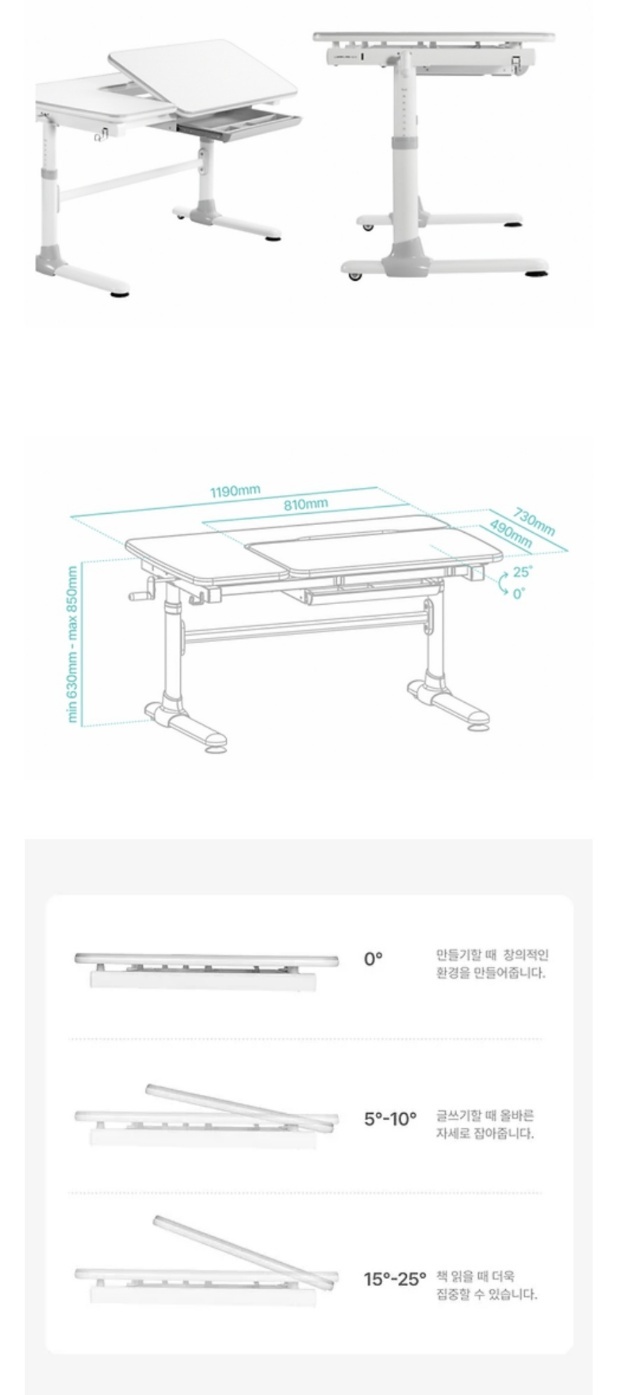 1190mm
810mm
730mm
490mm
25°
0°
min 630mm - max 850mm
0°
만들기할 때 창의적인
환경을 만들어줍니다.
5°-10°
글쓰기할 때 올바른
자세로 잡아줍니다.
15°-25°
책 읽을 때 더욱
집중할 수 있습니다.